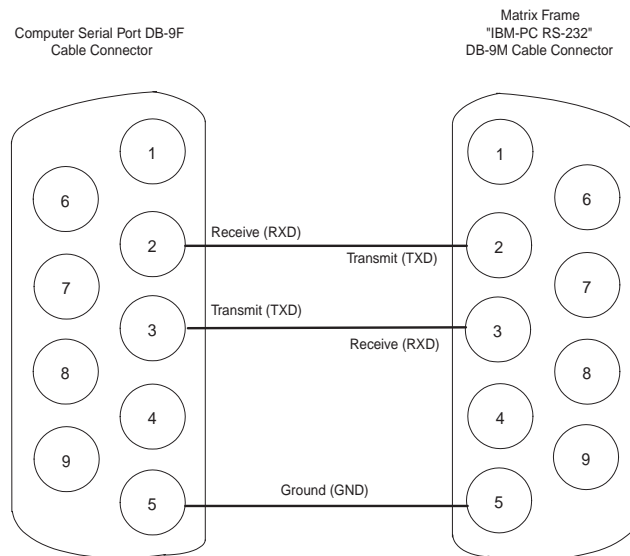 Computer Serial Port DB-9F
Cable Connector
Matrix Frame
"IBM-PC RS-232"
DB-9M Cable Connector
1
6
2
7
3
8
4
9
5
Receive (RXD)
Transmit (TXD)
Transmit (TXD)
Receive (RXD)
Ground (GND)
1
6
2
7
3
8
4
9
5